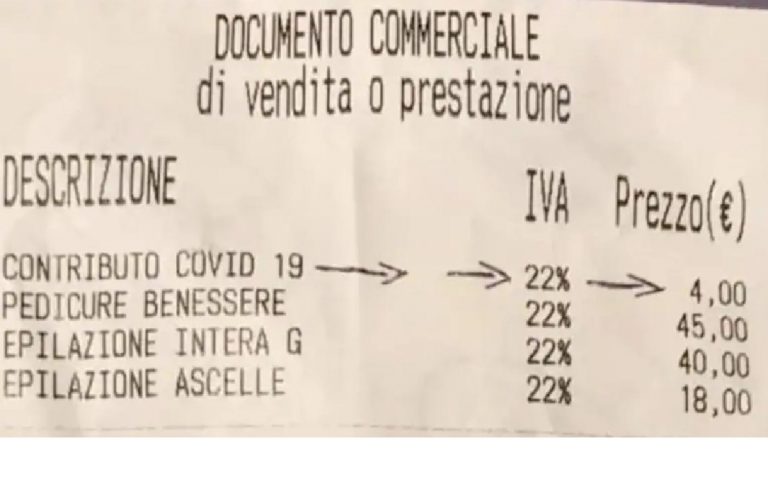 DOCUMENTO COMMERCIALE
di vendita o prestazione
DESCRIZIONE IVA Prezzo(€)
CONTRIBUTO COVID 19 22% 4,00
PEDICURE BENESSERE 22% 45,00
EPILAZIONE INTERA G 22% 40,00
EPILAZIONE ASCELLE 22% 18,00